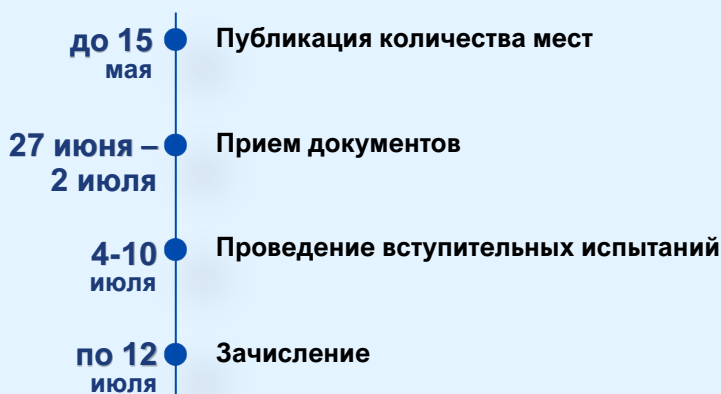 до 15
мая
Публикация количества мест
27 июня –
2 июля
Прием документов
4-10
июля
Проведение вступительных испытаний
по 12
июля
Зачисление